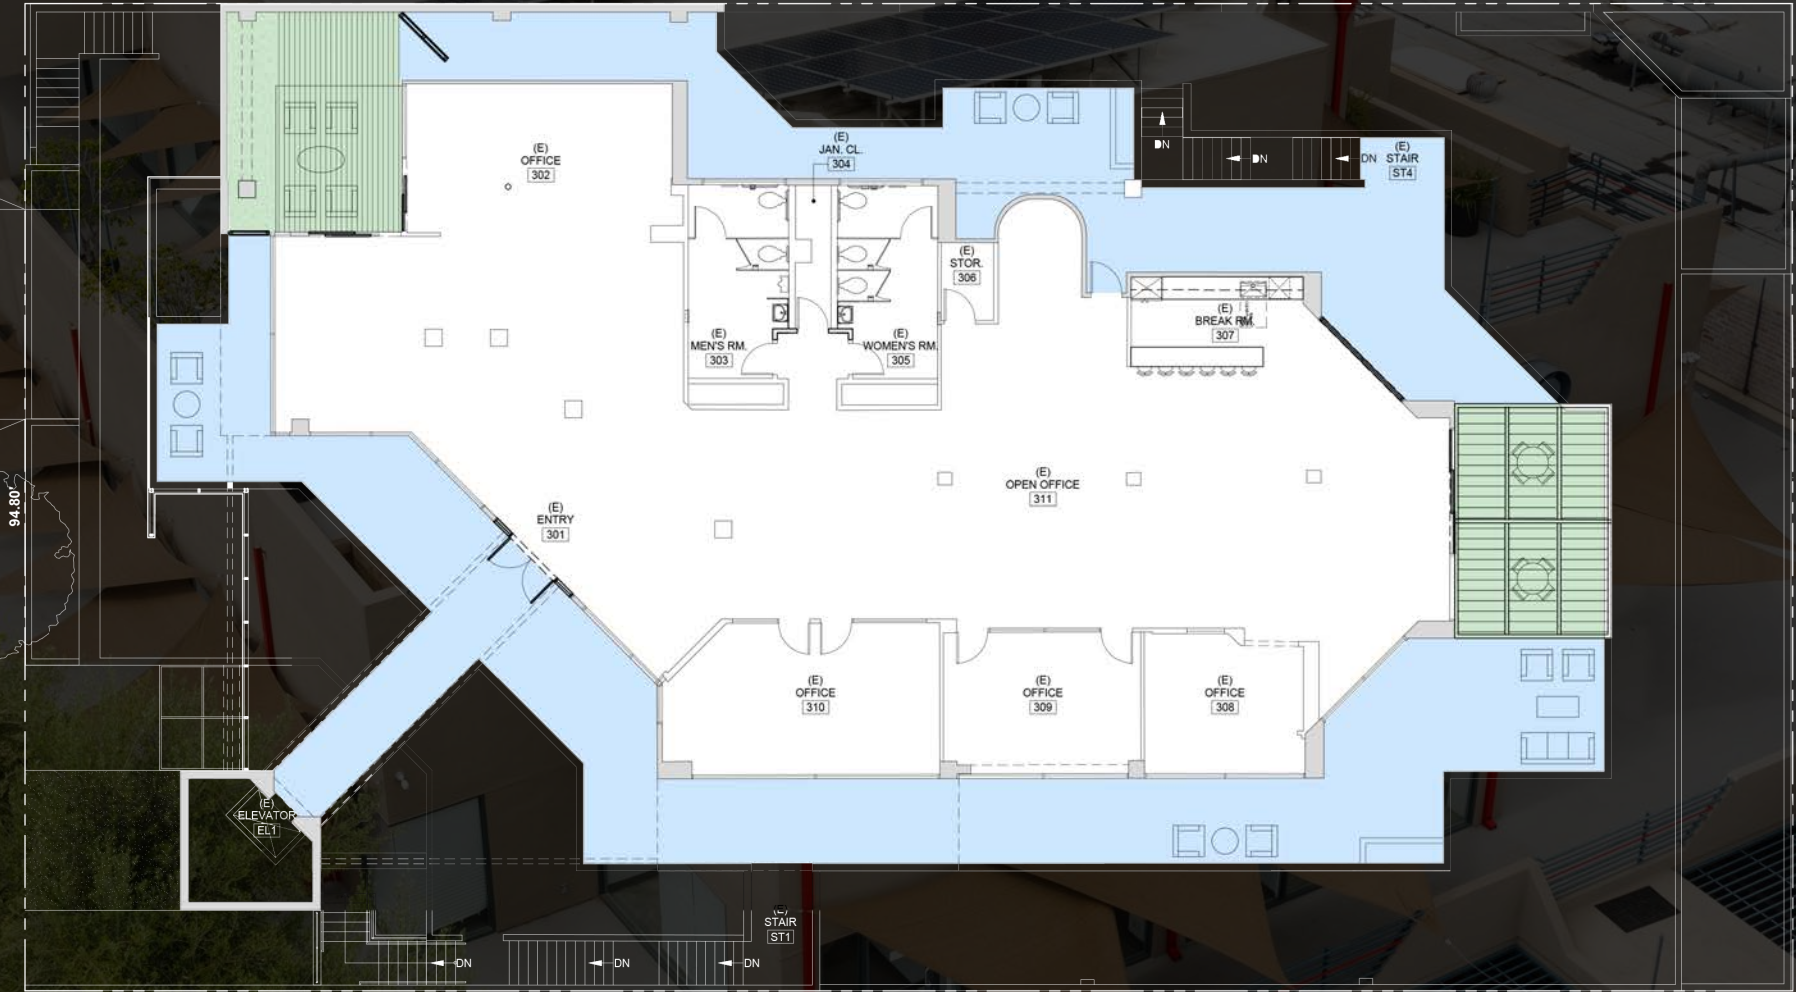 (E)
OFFICE
302
(E)
JAN. CL.
304
DN
DN
DN
(E)
STAIR
ST4
(E)
STOR.
306
(E)
MEN'S RM.
303
(E)
WOMEN'S RM.
305
(E)
BREAK RM.
307
94.80'
(E)
ENTRY
301
(E)
OPEN OFFICE
311
(E)
OFFICE
310
(E)
OFFICE
309
(E)
OFFICE
308
(E)
ELEVATOR
EL1
(E)
STAIR
ST1
DN
DN
DN